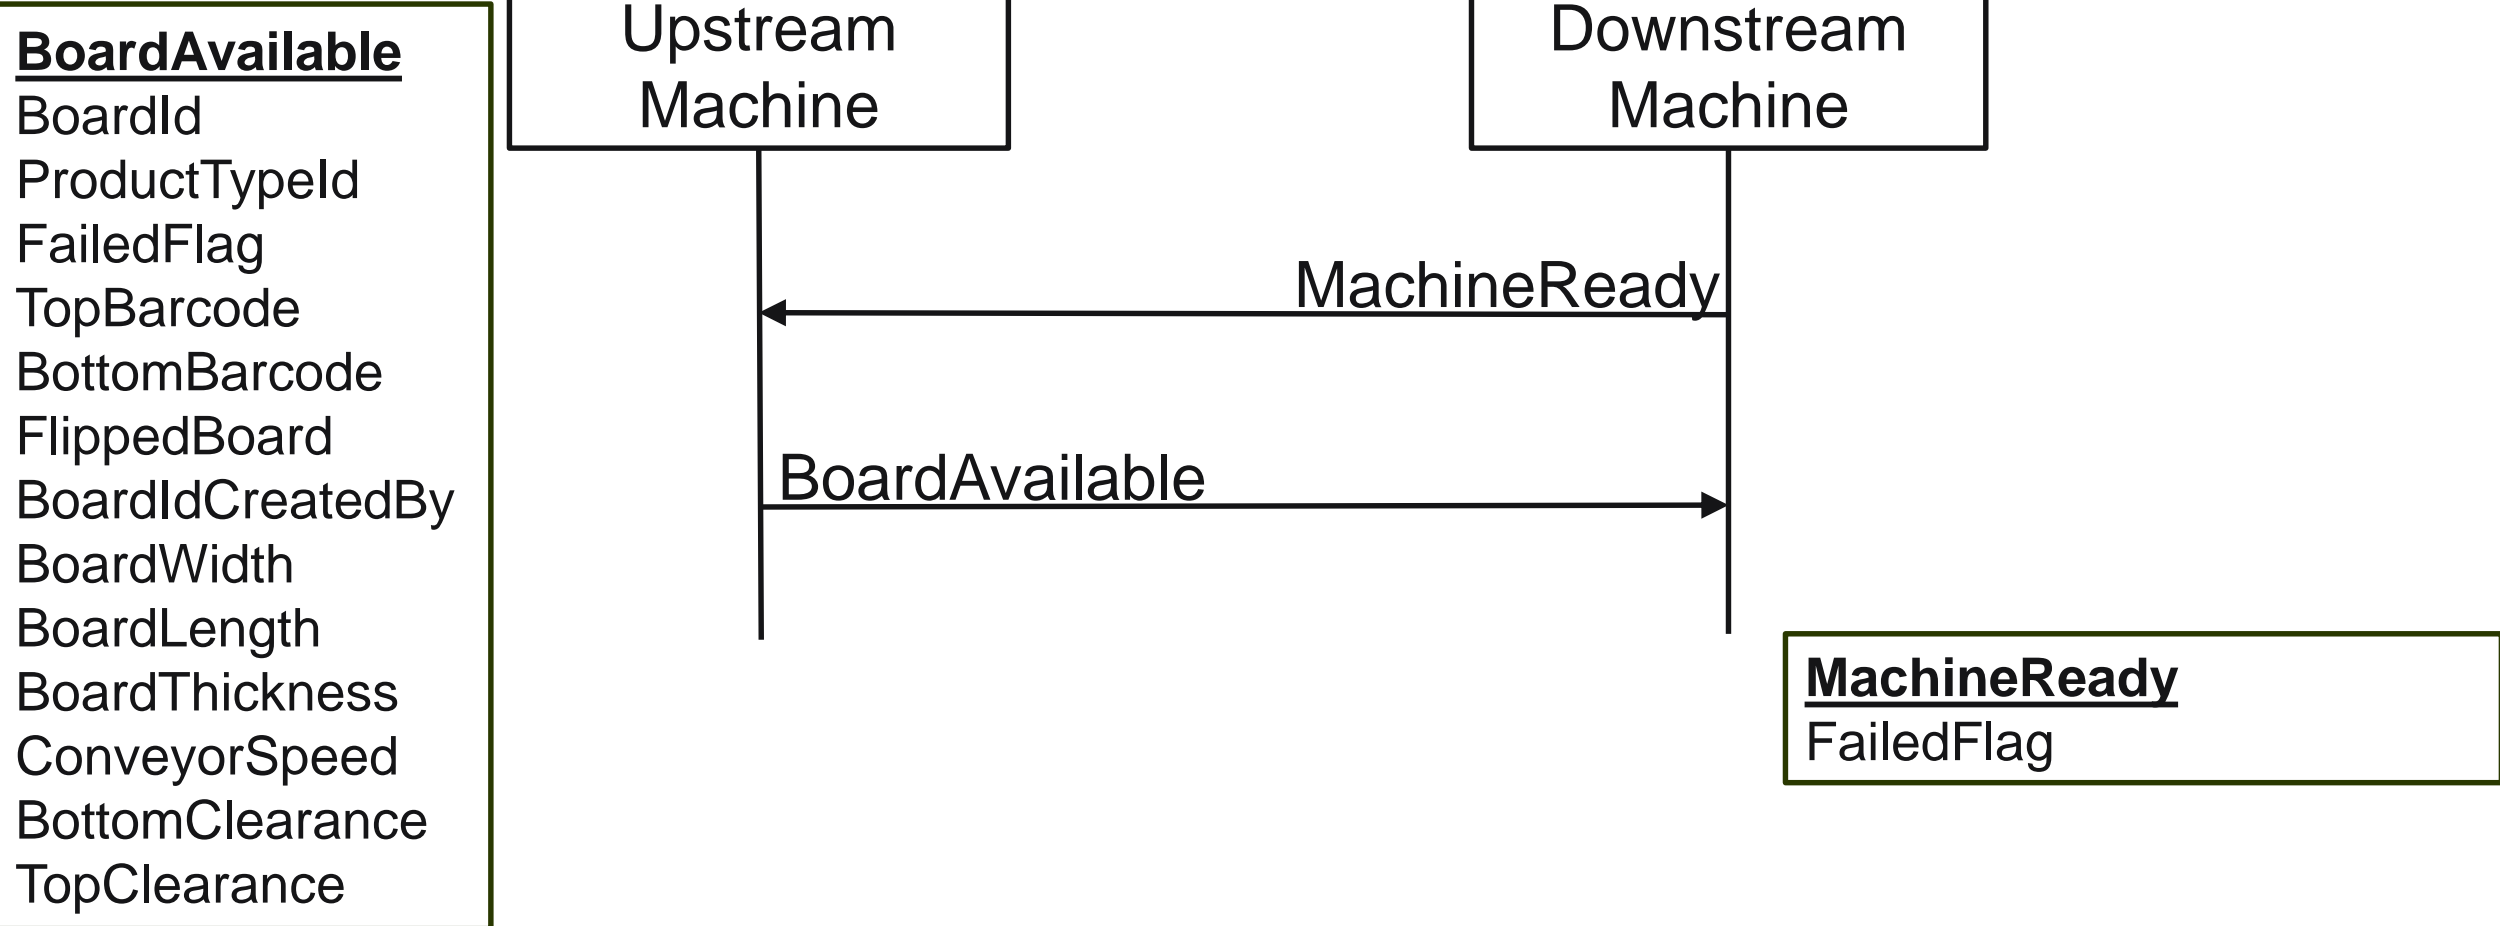 BoardAvailable
BoardId
ProductTypeId
FailedFlag
TopBarcode
BottomBarcode
FlippedBoard
BoardIdCreatedBy
BoardWidth
BoardLength
BoardThickness
ConveyorSpeed
BottomClearance
TopClearance
Upstream
Machine
Downstream
Machine
MachineReady
BoardAvailable
MachineReady
FailedFlag